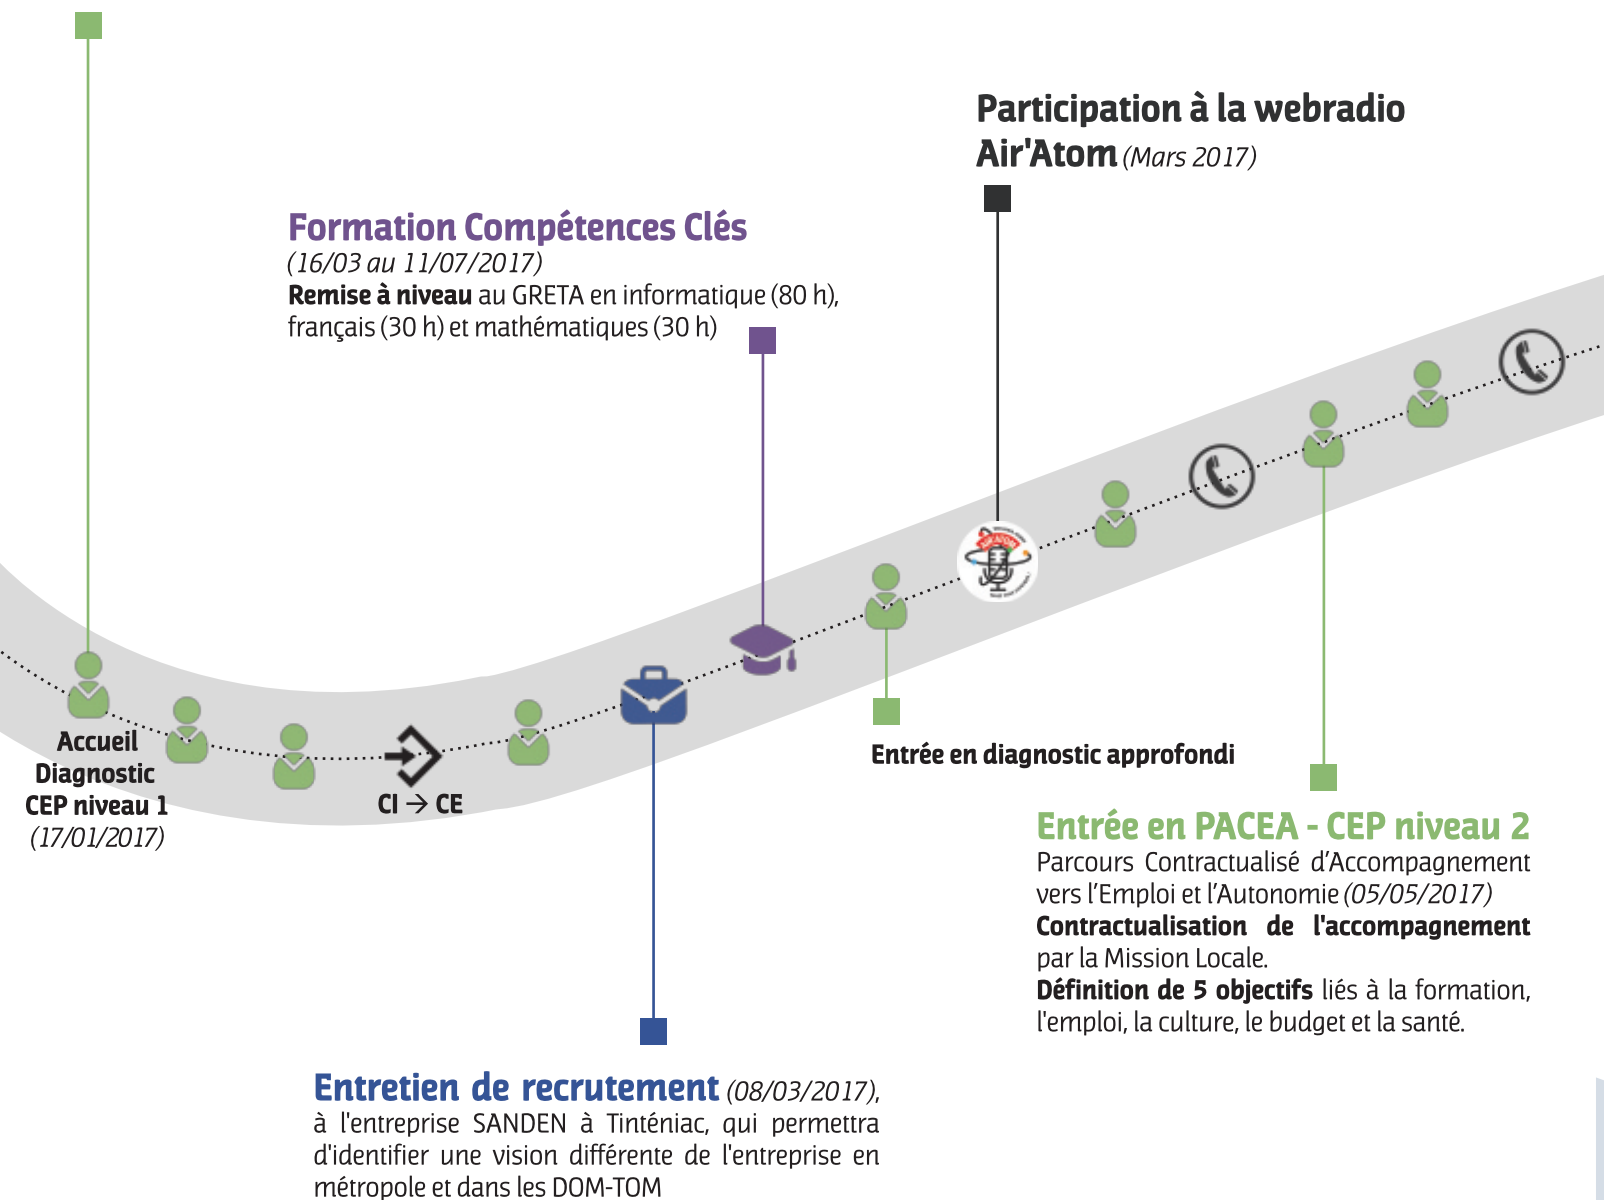 Participation à la webradio
Air'Atom (Mars 2017)
Formation Compétences Clés
(16/03 au 11/07/2017)
Remise à niveau au GRETA en informatique (80 h),
français (30 h) et mathématiques (30 h)
AIR'ATOM
Accueil
Diagnostic
CEP niveau 1
(17/01/2017)
CI → CE
Entrée en diagnostic approfondi
Entrée en PACEA - CEP niveau 2
Parcours Contractualisé d’Accompagnement
vers l’Emploi et l’Autonomie (05/05/2017)
Contractualisation de l'accompagnement
par la Mission Locale.
Définition de 5 objectifs liés à la formation,
l'emploi, la culture, le budget et la santé.
Entretien de recrutement (08/03/2017),
à l'entreprise SANDEN à Tinténiac, qui permettra
d'identifier une vision différente de l'entreprise en
métropole et dans les DOM-TOM